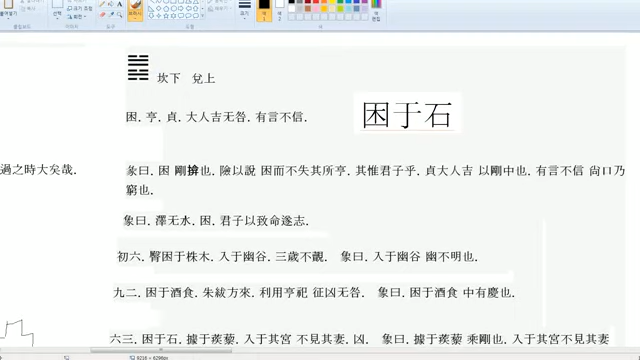 坎下 兌上
困. 亨. 貞. 大人吉无咎. 有言不信.
困于石
過之時大矣哉.
彖曰. 困 剛揜也. 險以說 困而不失其所亨. 其惟君子乎. 貞大人吉 以剛中也. 有言不信 尙口乃
窮也.
象曰. 澤无水. 困. 君子以致命遂志.
初六. 臀困于株木. 入于幽谷. 三歲不覿. 象曰. 入于幽谷 幽不明也.
九二. 困于酒食. 朱紱方來. 利用亨祀 征凶无咎. 象曰. 困于酒食 中有慶也.
六三. 困于石. 據于蒺藜. 入于其宮 不見其妻. 凶. 象曰. 據于蒺藜 乘剛也. 入于其宮不見其妻